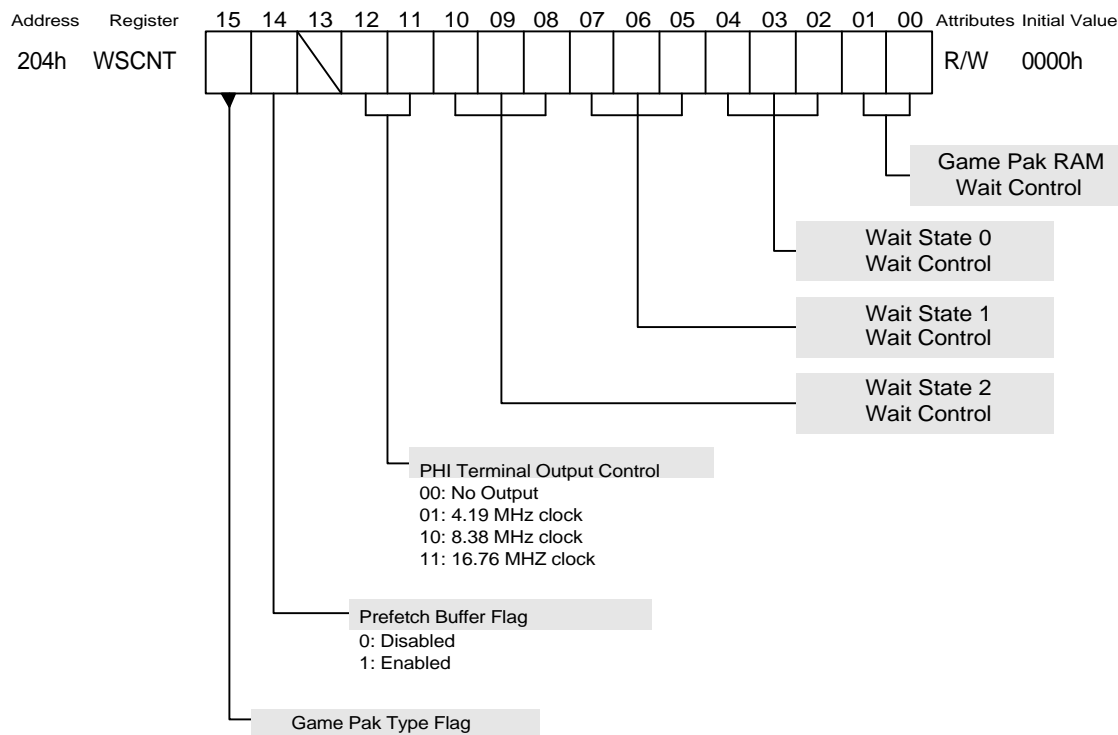 Address Register 15 14 13 12 11 10 09 08 07 06 05 04 03 02 01 00 Attributes Initial Value
204h WSCNT R/W 0000h
Game Pak RAM
Wait Control
Wait State 0
Wait Control
Wait State 1
Wait Control
Wait State 2
Wait Control
PHI Terminal Output Control
00: No Output
01: 4.19 MHz clock
10: 8.38 MHz clock
11: 16.76 MHZ clock
Prefetch Buffer Flag
0: Disabled
1: Enabled
Game Pak Type Flag